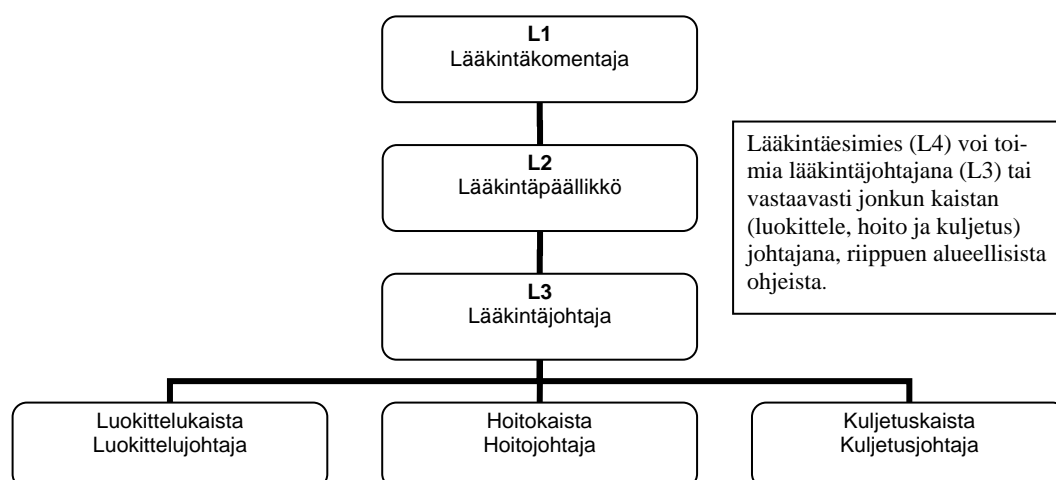 L1
Lääkintäkomentaja
L2
Lääkintäpäällikkö
Lääkintäesimies (L4) voi toi-
mia lääkintäjohtajana (L3) tai
vastaavasti jonkun kaistan
(luokittele, hoito ja kuljetus)
johtajana, riippuen alueellisista
ohjeista.
L3
Lääkintäjohtaja
Luokittelukaista
Luokittelujohtaja
Hoitokaista
Hoitojohtaja
Kuljetuskaista
Kuljetusjohtaja